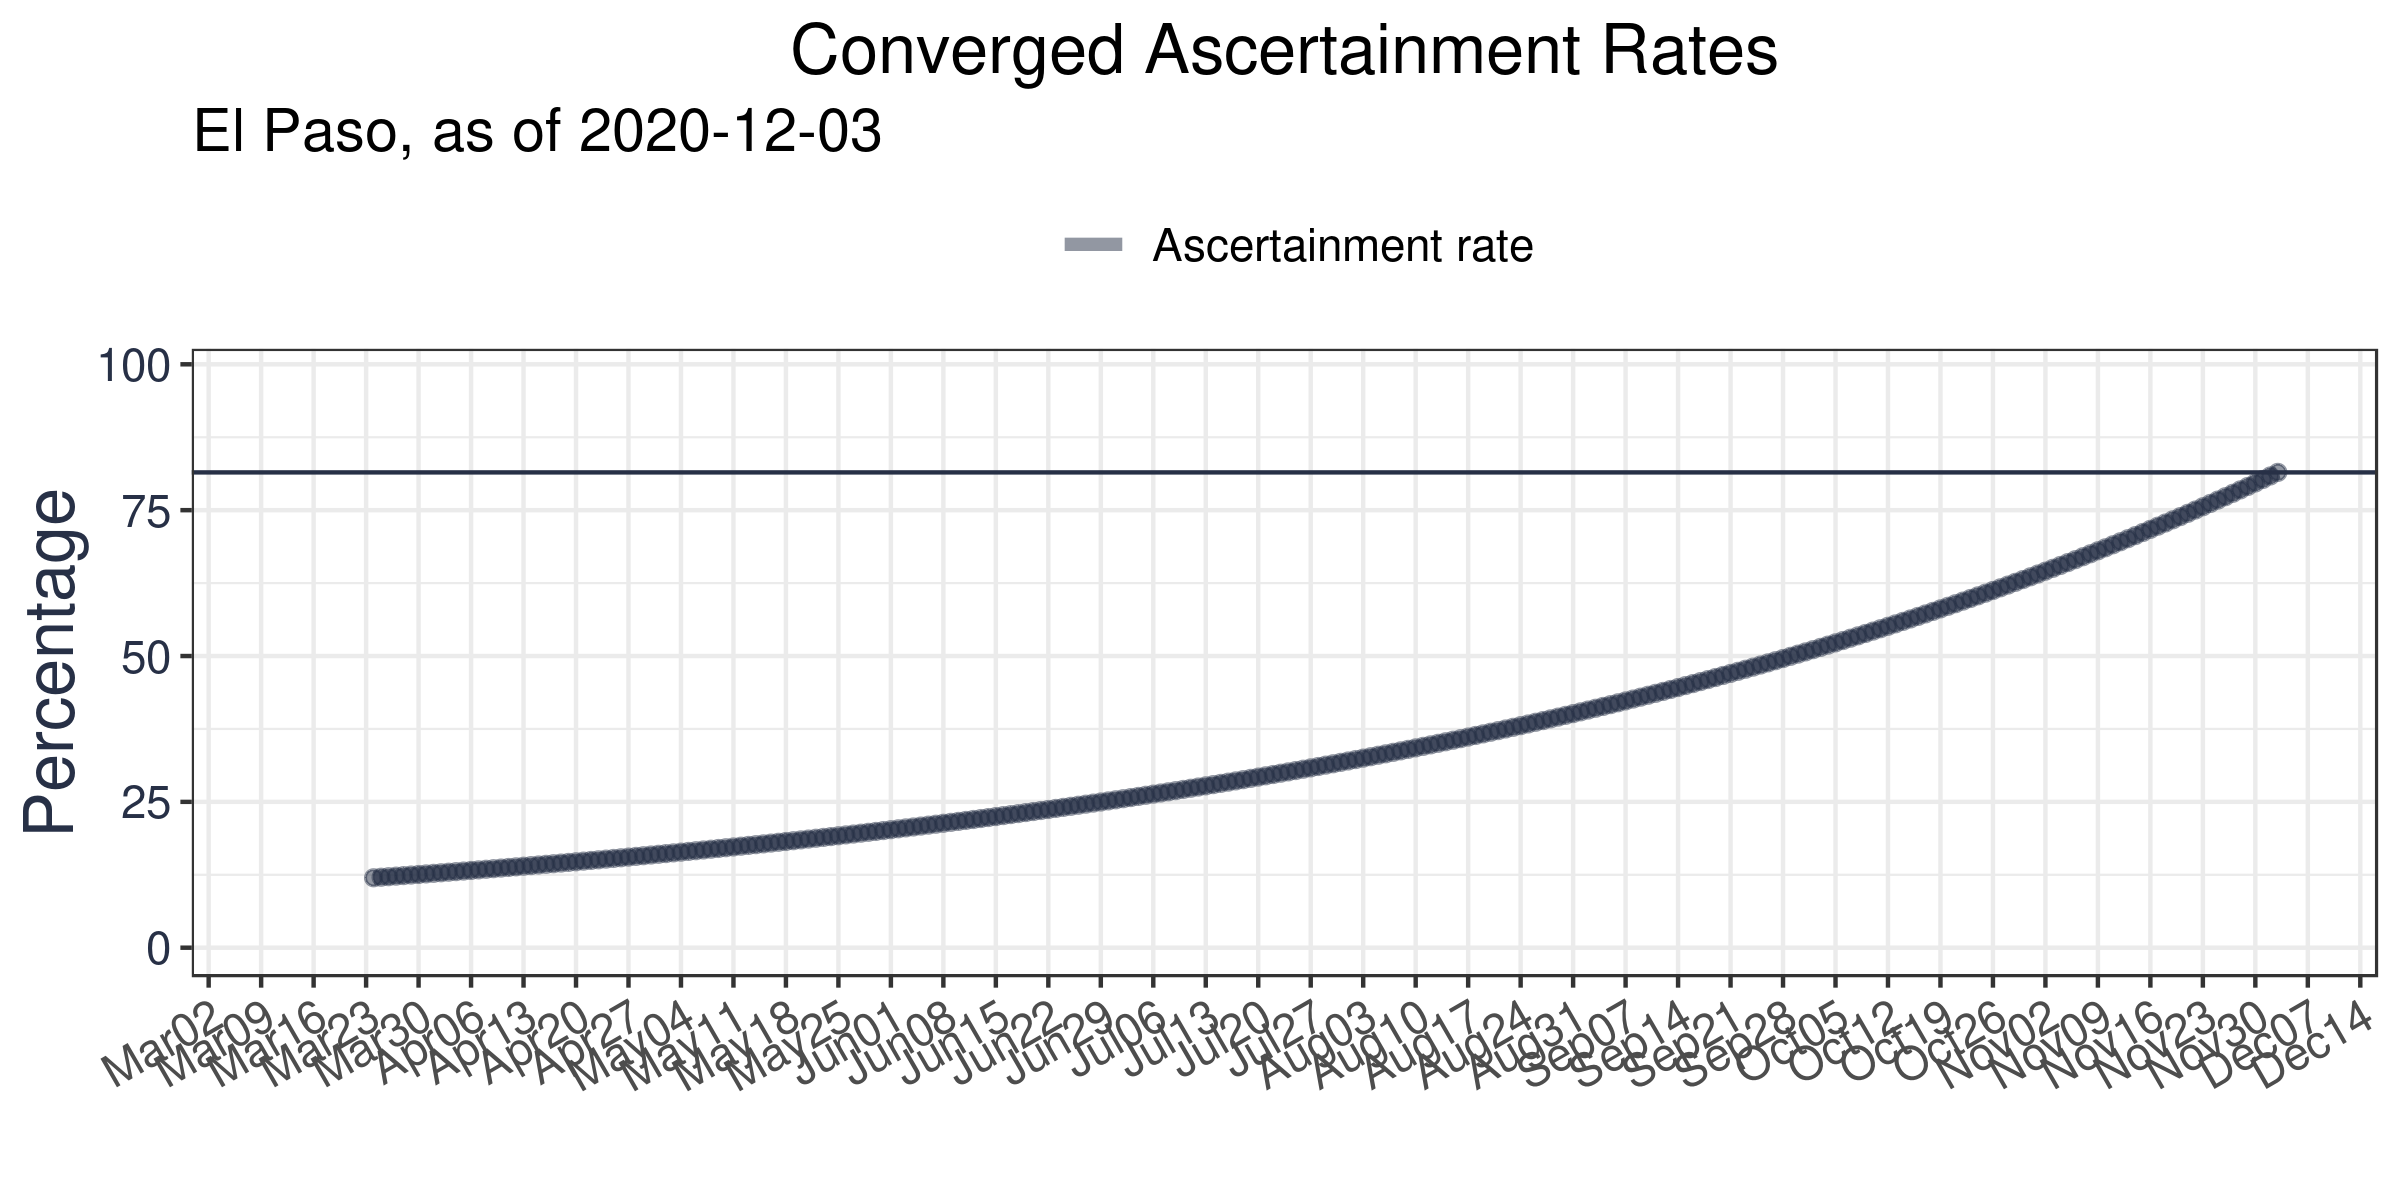 Converged Ascertainment Rates
El Paso, as of 2020-12-03
Ascertainment rate
Percentage
100
75
50
25
0
Mar02
Mar09
Mar16
Mar23
Mar30
Apr06
Apr13
Apr20
Apr27
May04
May11
May18
May25
Jun01
Jun08
Jun15
Jun22
Jun29
Jul06
Jul13
Jul20
Jul27
Aug03
Aug10
Aug17
Aug24
Aug31
Sep07
Sep14
Sep21
Sep28
Oct05
Oct12
Oct19
Oct26
Nov02
Nov09
Nov16
Nov23
Nov30
Dec07
Dec14